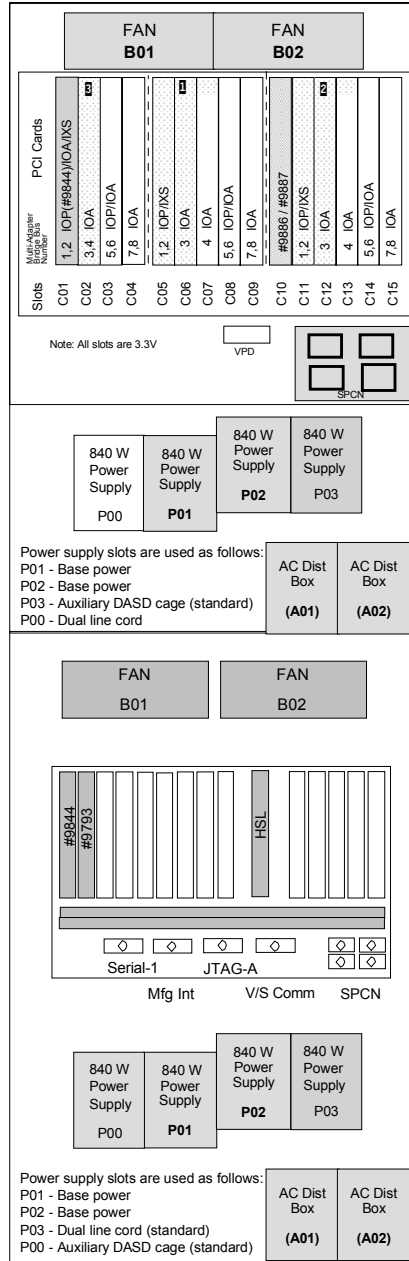 FAN
B01
FAN
B02
PCI Cards
Multi-Adapter
Bridge Bus
Number
Slots
1,2 IOP(#9844)/IOA/IXS
3
3,4 IOA
5,6 IOP/IOA
7,8 IOA
1,2 IOP/IXS
1
3 IOA
4 IOA
5,6 IOP/IOA
7,8 IOA
#9886 / #9887
1,2 IOP/IXS
2
3 IOA
4 IOA
5,6 IOP/IOA
7,8 IOA
C01
C02
C03
C04
C05
C06
C07
C08
C09
C10
C11
C12
C13
C14
C15
Note: All slots are 3.3V
VPD
SPCN
840 W
Power
Supply
P00
840 W
Power
Supply
P01
840 W
Power
Supply
P02
840 W
Power
Supply
P03
Power supply slots are used as follows:
P01 - Base power
P02 - Base power
P03 - Auxiliary DASD cage (standard)
P00 - Dual line cord
AC Dist
Box
(A01)
AC Dist
Box
(A02)
FAN
B01
FAN
B02
#9844
#9793
HSL
Serial-1
JTAG-A
Mfg Int
V/S Comm
SPCN
840 W
Power
Supply
P00
840 W
Power
Supply
P01
840 W
Power
Supply
P02
840 W
Power
Supply
P03
Power supply slots are used as follows:
P01 - Base power
P02 - Base power
P03 - Dual line cord (standard)
P00 - Auxiliary DASD cage (standard)
AC Dist
Box
(A01)
AC Dist
Box
(A02)